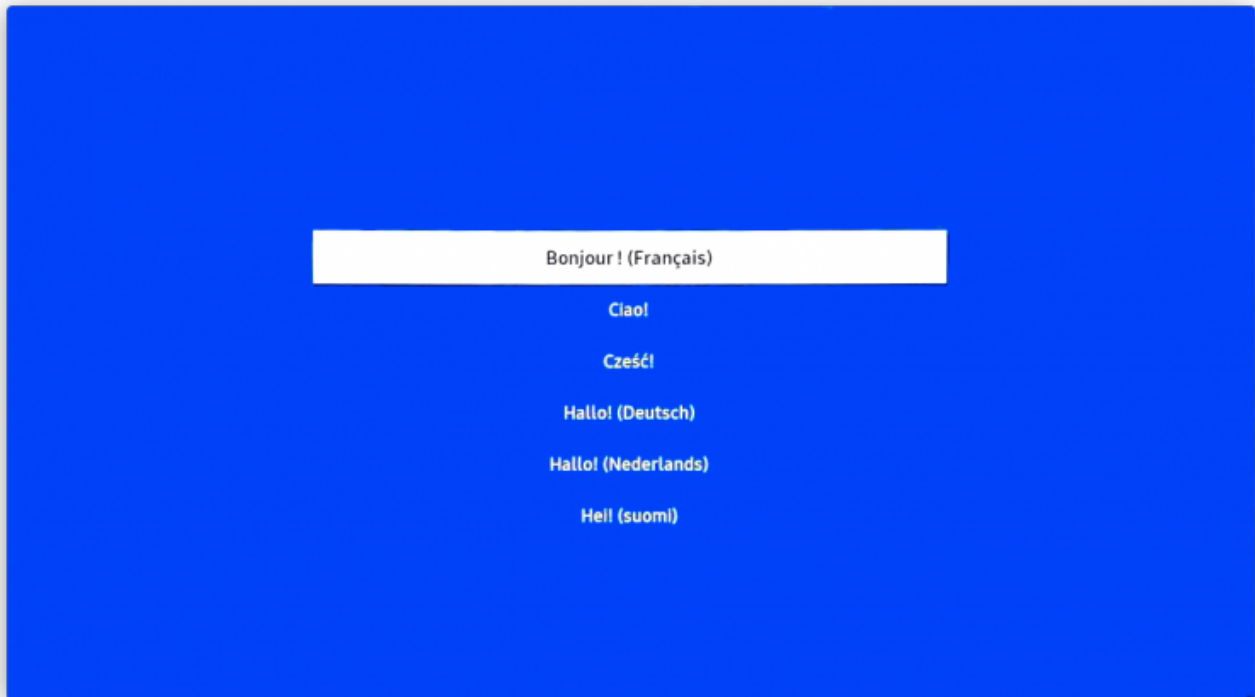 Bonjour ! (Français)
Ciao!
Cześć!
Hallo! (Deutsch)
Hallo! (Nederlands)
Hei! (suomi)